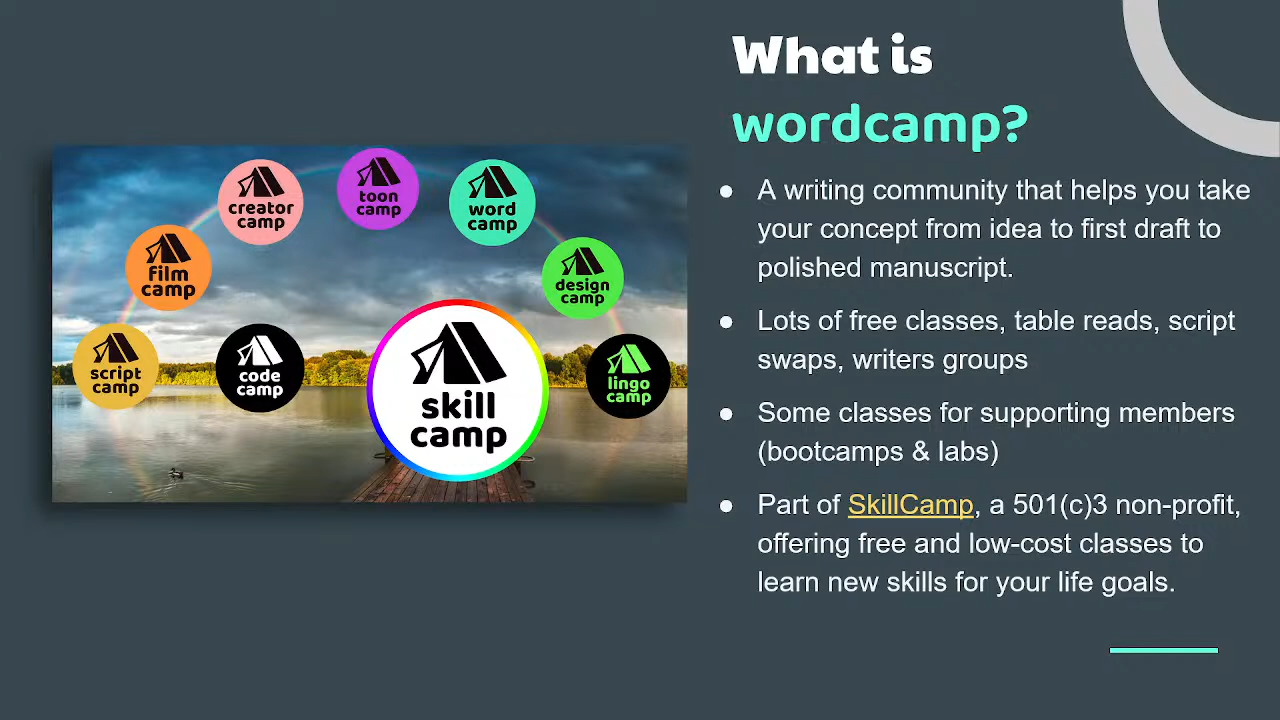 What is
wordcamp?
A writing community that helps you take
your concept from idea to first draft to
polished manuscript.
Lots of free classes, table reads, script
swaps, writers groups
Some classes for supporting members
(bootcamps & labs)
Part of SkillCamp, a 501(c)3 non-profit,
offering free and low-cost classes to
learn new skills for your life goals.
script
camp
film
camp
creator
camp
toon
camp
word
camp
design
camp
lingo
camp
code
camp
skill
camp